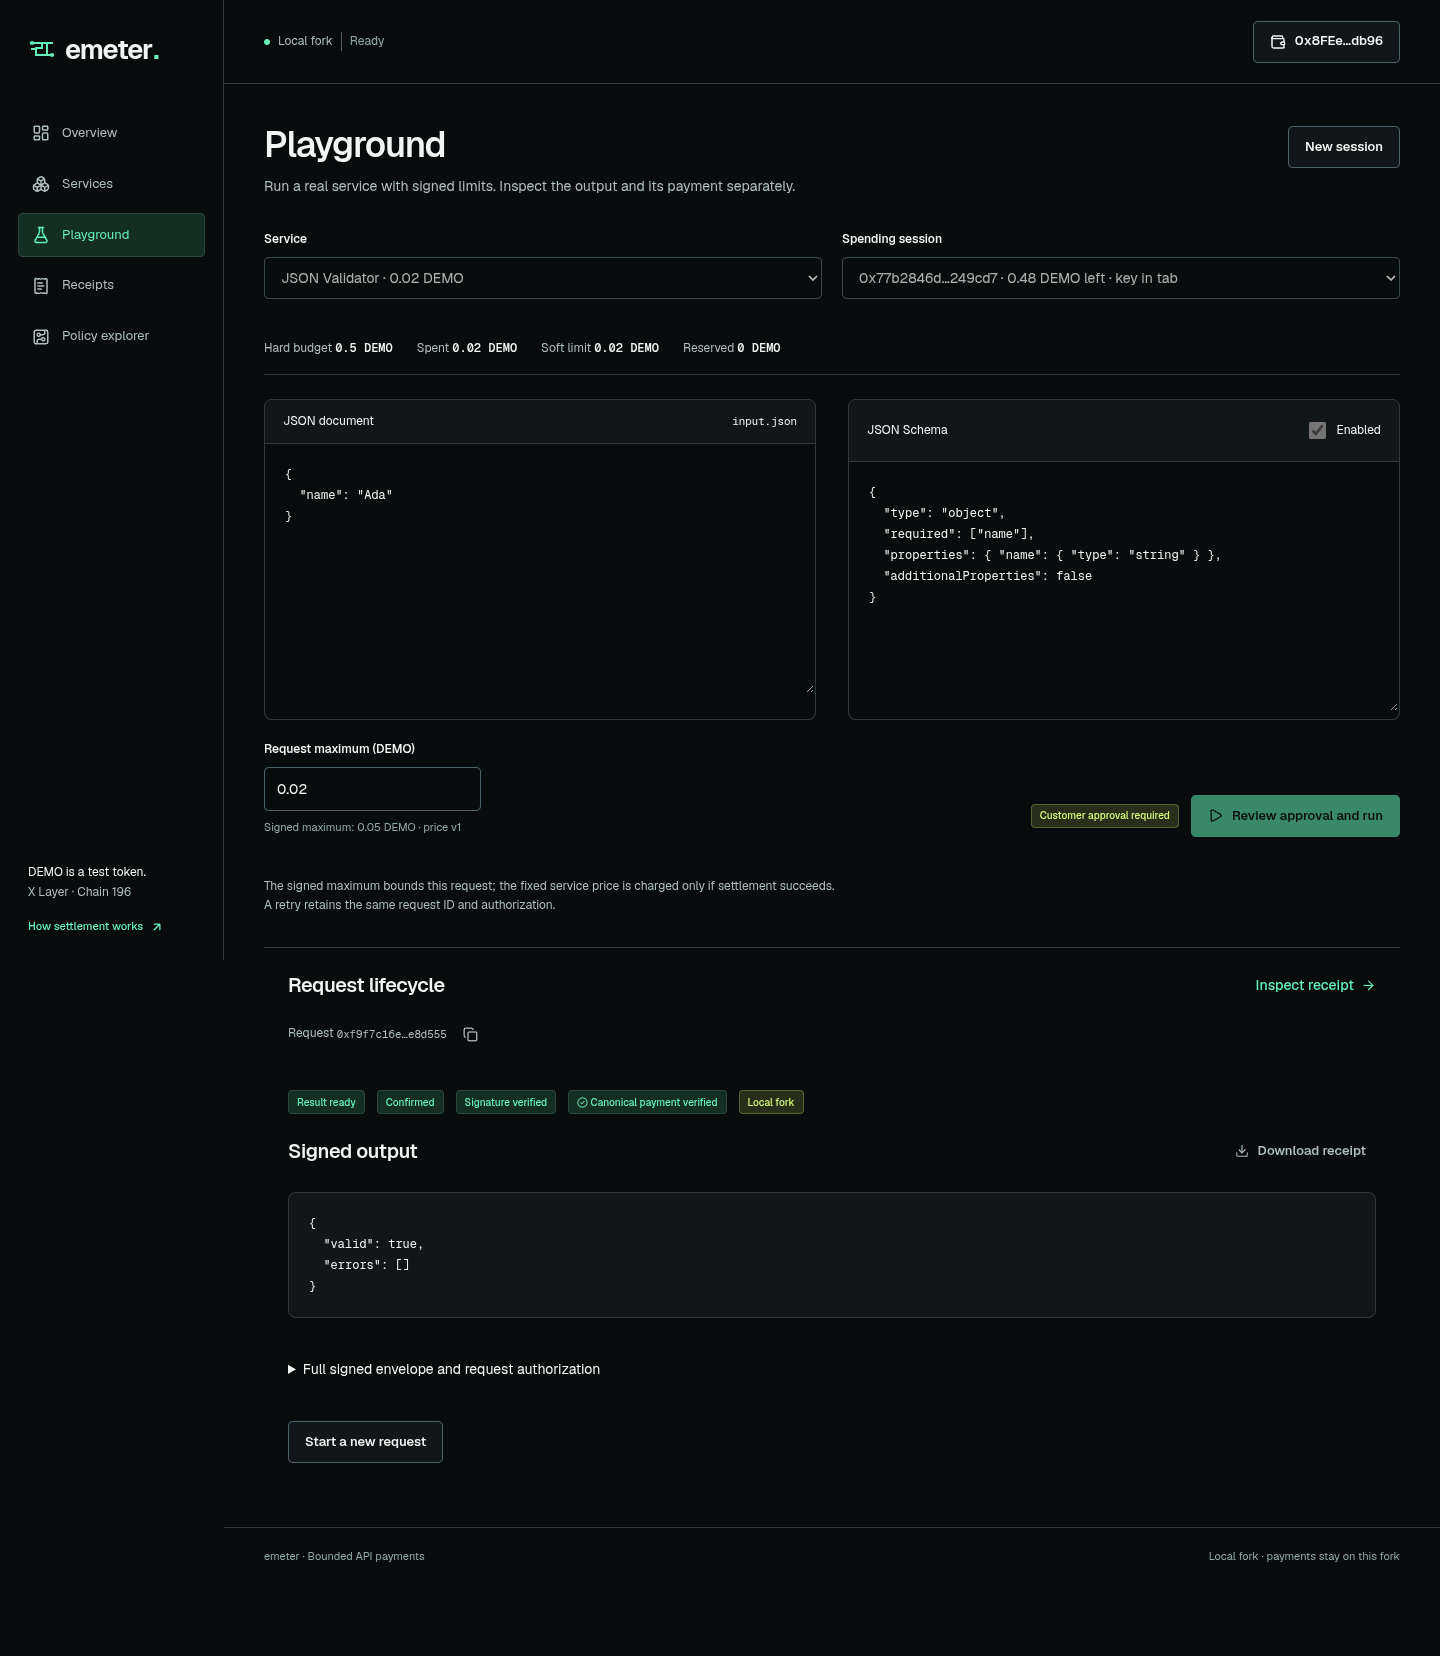 emeter.
Local fork
Ready
0x8FEe...db96
Overview
Services
Playground
Receipts
Policy explorer
DEMO is a test token.
X Layer · Chain 196
How settlement works
Playground
New session
Run a real service with signed limits. Inspect the output and its payment separately.
Service
Spending session
JSON Validator · 0.02 DEMO
0x77b2846d...249cd7 · 0.48 DEMO left · key in tab
Hard budget 0.5 DEMO Spent 0.02 DEMO Soft limit 0.02 DEMO Reserved 0 DEMO
JSON document
input.json
{
  "name": "Ada"
}
JSON Schema
Enabled
{
  "type": "object",
  "required": ["name"],
  "properties": { "name": { "type": "string" } },
  "additionalProperties": false
}
Request maximum (DEMO)
0.02
Signed maximum: 0.05 DEMO · price v1
Customer approval required
Review approval and run
The signed maximum bounds this request; the fixed service price is charged only if settlement succeeds.
A retry retains the same request ID and authorization.
Request lifecycle
Inspect receipt →
Request 0xf9f7c16e…e8d555
Result ready
Confirmed
Signature verified
Canonical payment verified
Local fork
Signed output
Download receipt
{
  "valid": true,
  "errors": []
}
Full signed envelope and request authorization
Start a new request
emeter · Bounded API payments
Local fork · payments stay on this fork